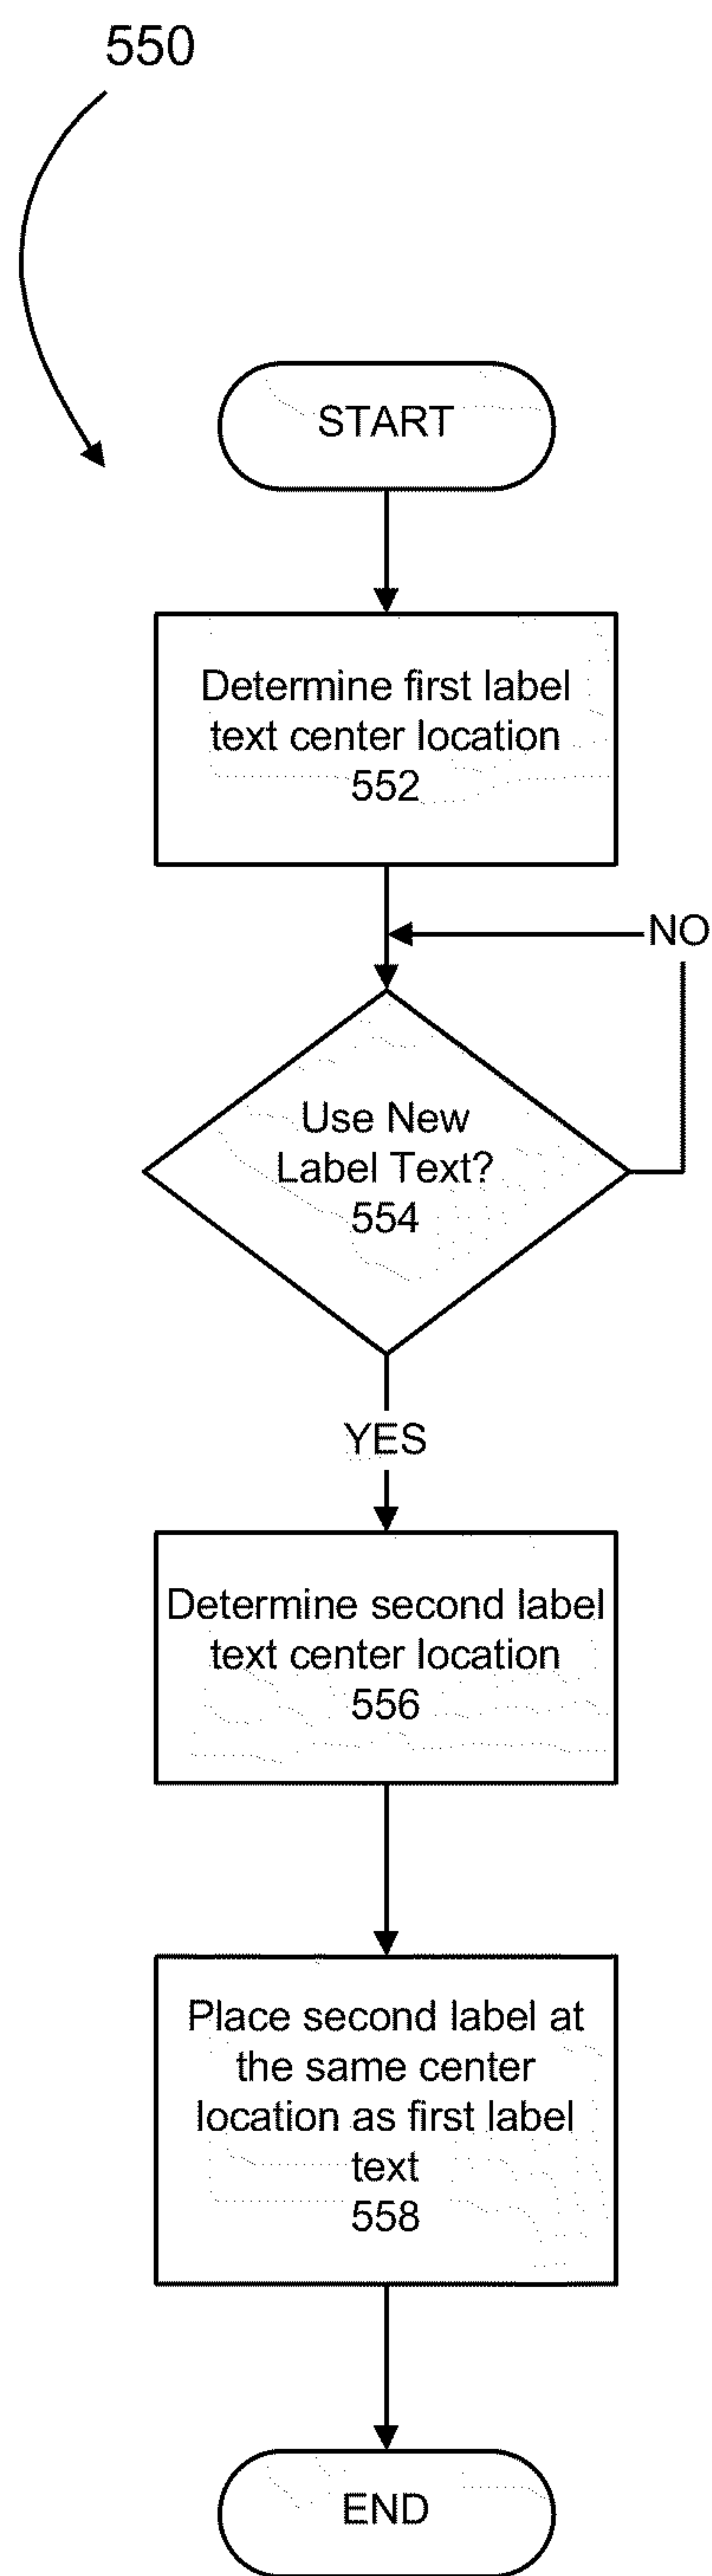 550
START
Determine first label
text center location
552
NO
Use New
Label Text?
554
YES
Determine second label
text center location
556
Place second label at
the same center
location as first label
text
558
END